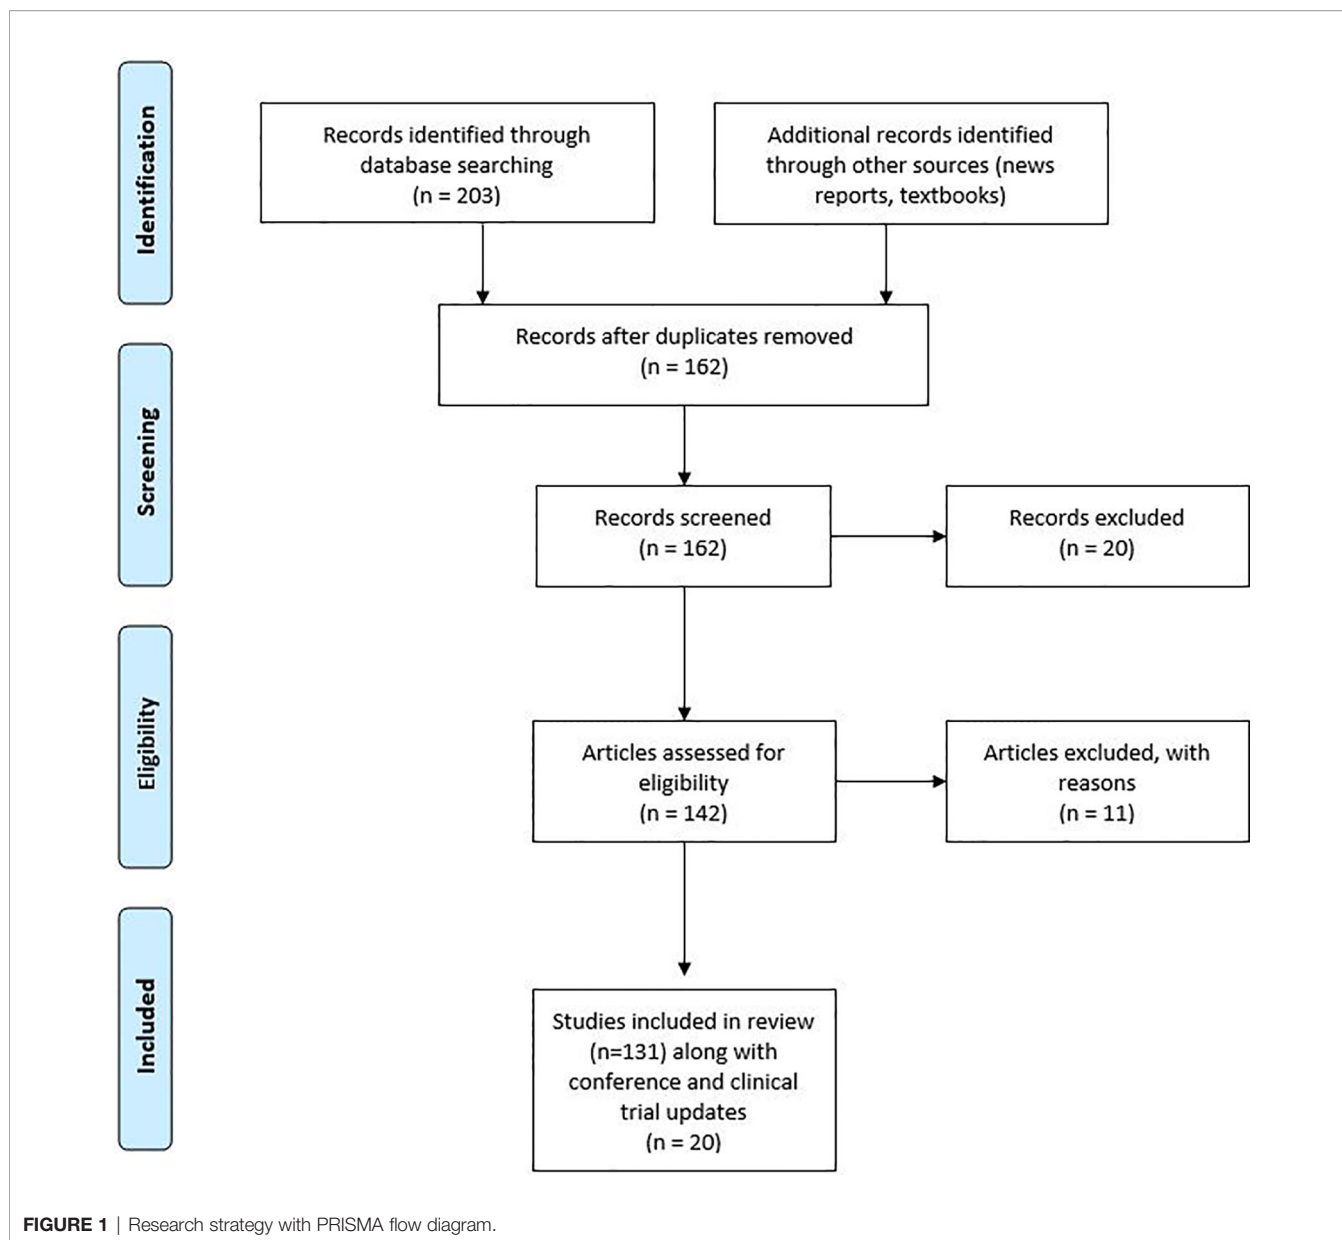 Identification
Records identified through
database searching
(n = 203)
Additional records identified
through other sources (news
reports, textbooks)
Records after duplicates removed
(n = 162)
Screening
Records screened
(n = 162)
Records excluded
(n = 20)
Eligibility
Articles assessed for
eligibility
(n = 142)
Articles excluded, with
reasons
(n = 11)
Included
Studies included in review
(n=131) along with
conference and clinical
trial updates
(n = 20)
FIGURE 1 | Research strategy with PRISMA flow diagram.